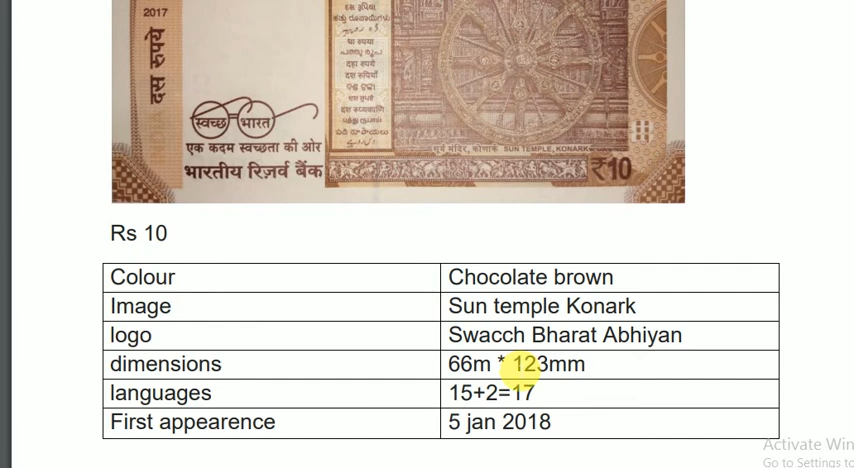 2017
दस रुपये
स्वच्छ भारत
एक कदम स्वच्छता की ओर
भारतीय रिज़र्व बैंक
सूर्य मंदिर, कोणार्क SUN TEMPLE, KONARK
₹10
Rs 10
Colour Chocolate brown
Image Sun temple Konark
logo Swacch Bharat Abhiyan
dimensions 66m * 123mm
languages 15+2=17
First appearence 5 jan 2018
Activate Win
Go to Settings to